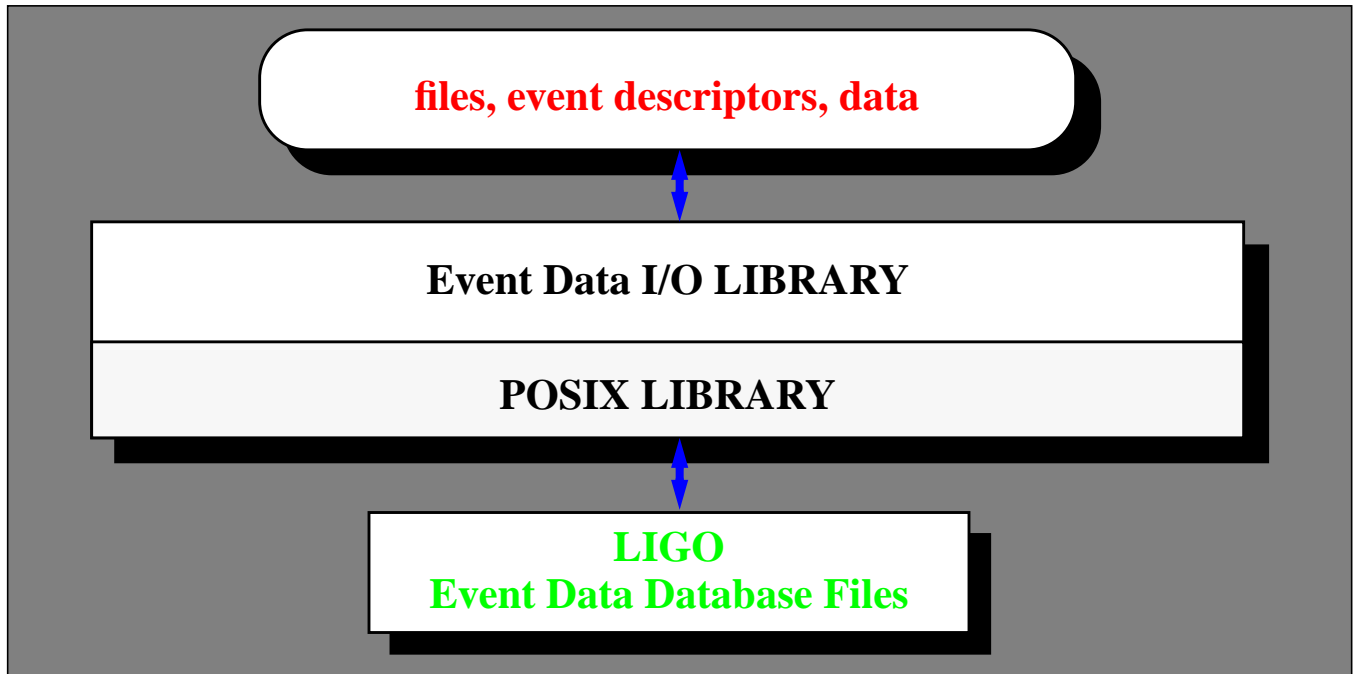 files, event descriptors, data
Event Data I/O LIBRARY
POSIX LIBRARY
LIGO
Event Data Database Files